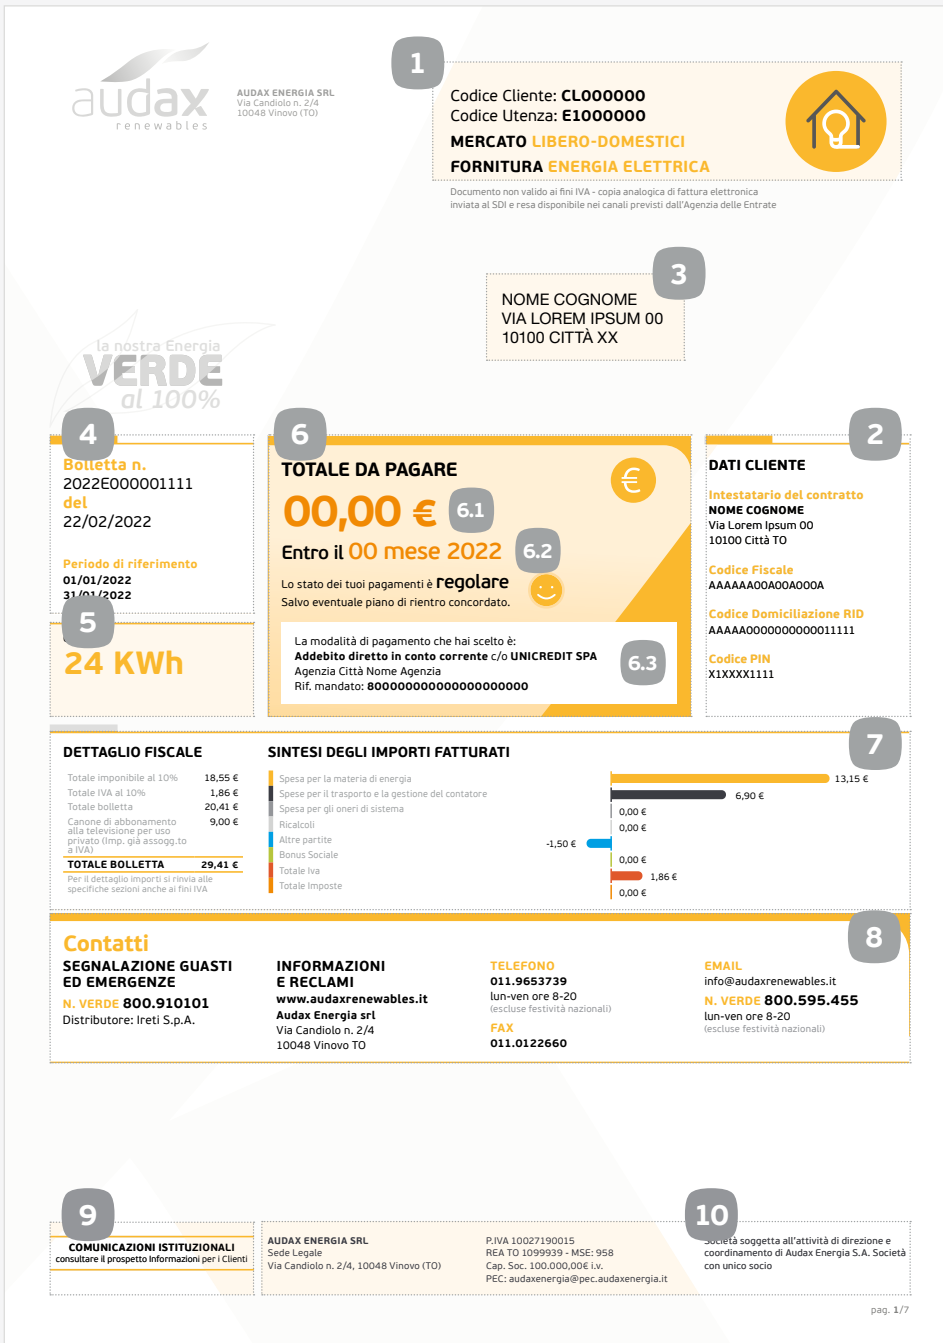 audax
renewables
AUDAX ENERGIA SRL
Via Candiolo n. 2/4
10048 Vinovo (TO)
1
Codice Cliente: CL000000
Codice Utenza: E1000000
MERCATO LIBERO-DOMESTICI
FORNITURA ENERGIA ELETTRICA
Documento non valido ai fini IVA - copia analogica di fattura elettronica
inviata al SDI e resa disponibile nei canali previsti dall'Agenzia delle Entrate
3
NOME COGNOME
VIA LOREM IPSUM 00
10100 CITTÀ XX
la nostra Energia
VERDE
al 100%
4
Bolletta n.
2022E000001111
del
22/02/2022
Periodo di riferimento
01/01/2022
31/01/2022
5
24 KWh
6
TOTALE DA PAGARE
€
00,00 €
6.1
Entro il 00 mese 2022
6.2
Lo stato dei tuoi pagamenti è regolare
Salvo eventuale piano di rientro concordato.
La modalità di pagamento che hai scelto è:
Addebito diretto in conto corrente c/o UNICREDIT SPA
Agenzia Città Nome Agenzia
Rif. mandato: 800000000000000000000
6.3
2
DATI CLIENTE
Intestatario del contratto
NOME COGNOME
Via Lorem Ipsum 00
10100 Città TO
Codice Fiscale
AAAAAA00A00A000A
Codice Domiciliazione RID
AAAAA0000000000011111
Codice PIN
X1XXXX1111
7
DETTAGLIO FISCALE
Totale imponibile al 10% 18,55 €
Totale IVA al 10% 1,86 €
Totale bolletta 20,41 €
Canone di abbonamento 9,00 €
alla televisione per uso
privato (Imp. già assogg.to
a IVA)
TOTALE BOLLETTA 29,41 €
Per il dettaglio importi si rinvia alle
specifiche sezioni anche ai fini IVA
SINTESI DEGLI IMPORTI FATTURATI
Spesa per la materia di energia 13,15 €
Spese per il trasporto e la gestione del contatore 6,90 €
Spesa per gli oneri di sistema 0,00 €
Ricalcoli 0,00 €
Altre partite -1,50 €
Bonus Sociale 0,00 €
Totale Iva 1,86 €
Totale Imposte 0,00 €
8
Contatti
SEGNALAZIONE GUASTI
ED EMERGENZE
N. VERDE 800.910101
Distributore: Ireti S.p.A.
INFORMAZIONI
E RECLAMI
www.audaxrenewables.it
Audax Energia srl
Via Candiolo n. 2/4
10048 Vinovo TO
TELEFONO
011.9653739
lun-ven ore 8-20
(escluse festività nazionali)
FAX
011.0122660
EMAIL
info@audaxrenewables.it
N. VERDE 800.595.455
lun-ven ore 8-20
(escluse festività nazionali)
9
COMUNICAZIONI ISTITUZIONALI
consultare il prospetto Informazioni per i Clienti
AUDAX ENERGIA SRL
Sede Legale
Via Candiolo n. 2/4, 10048 Vinovo (TO)
P.IVA 10027190015
REA TO 1099939 - MSE: 958
Cap. Soc. 100.000,00€ i.v.
PEC: audaxenergia@pec.audaxenergia.it
10
Società soggetta all'attività di direzione e
coordinamento di Audax Energia S.A. Società
con unico socio
pag. 1/7